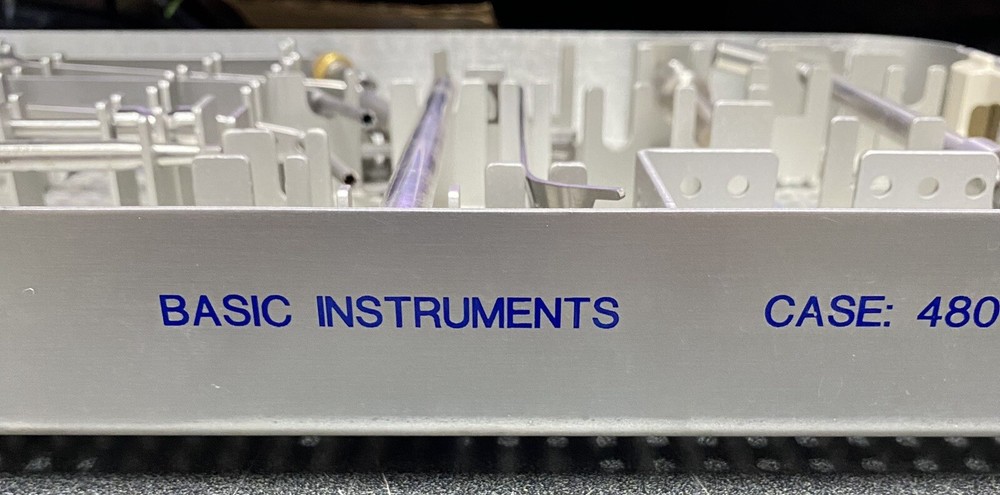 BASIC INSTRUMENTS CASE: 480